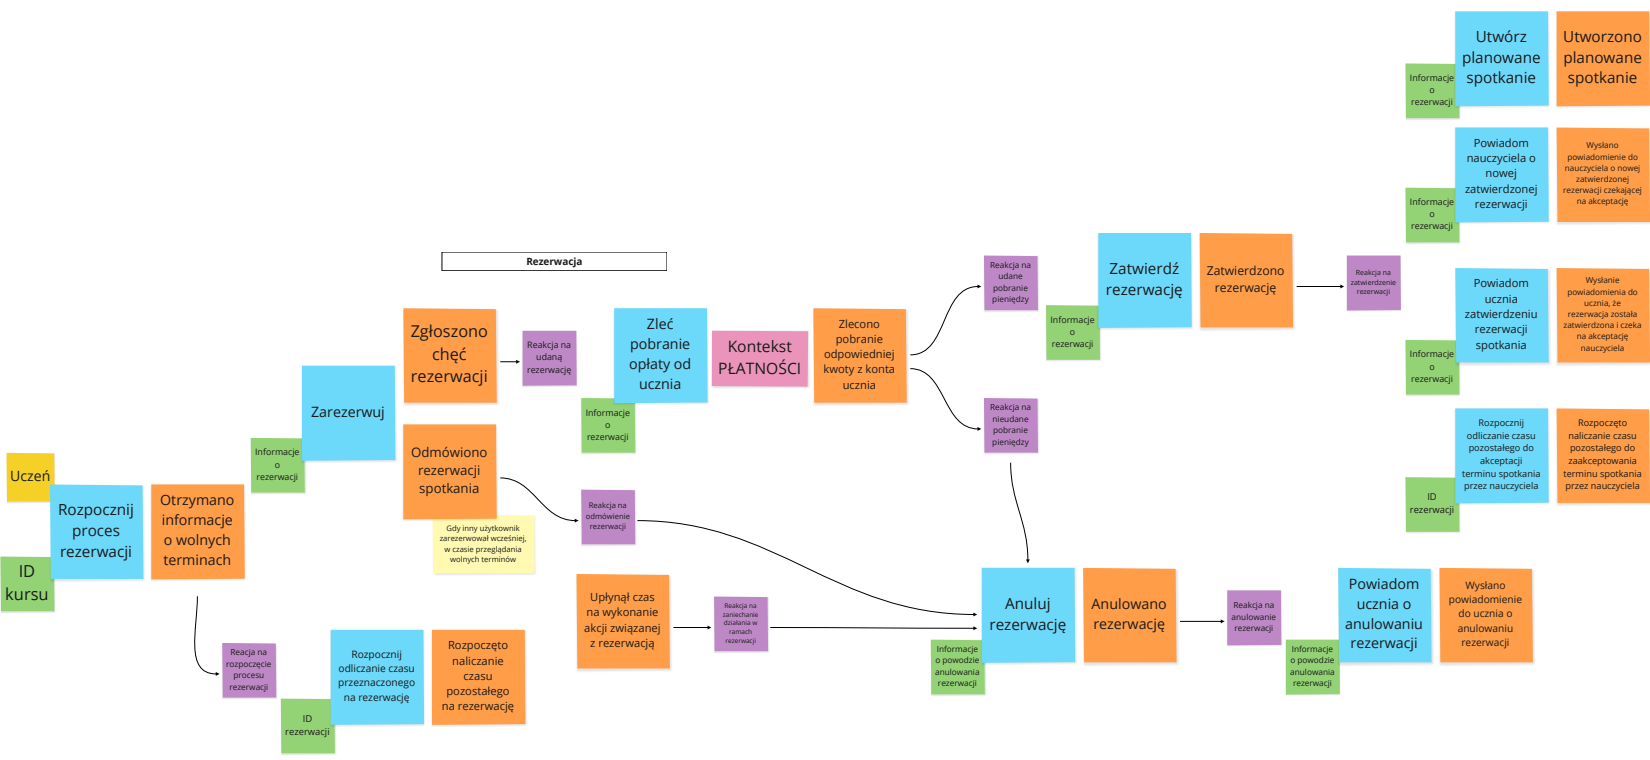 Uczeń
Rozpocznij
proces
rezerwacji
ID
kursu
Otrzymano
informacje
o wolnych
terminach
Reacja na
rozpoczęcie
procesu
rezerwacji
ID
rezerwacji
Rozpocznij
odliczanie czasu
przeznaczonego
na rezerwację
Rozpoczęto
naliczanie
czasu
pozostałego
na rezerwację
Informacje
o
rezerwacji
Zarezerwuj
Rezerwacja
Zgłoszono
chęć
rezerwacji
Odmówiono
rezerwacji
spotkania
Gdy inny użytkownik
zarezerwował wcześniej,
w czasie przeglądania
wolnych terminów
Reakcja na
udaną
rezerwację
Reakcja na
odmówienie
rezerwacji
Upłynął czas
na wykonanie
akcji związanej
z rezerwacją
Reakcja na
zaniechanie
działania w
ramach
rezerwacji
Informacje
o
rezerwacji
Zleć
pobranie
opłaty od
ucznia
Kontekst
PŁATNOŚCI
Zlecono
pobranie
odpowiedniej
kwoty z konta
ucznia
Reakcja na
udane
pobranie
pieniędzy
Reakcja na
nieudane
pobranie
pieniędzy
Informacje
o
rezerwacji
Zatwierdź
rezerwację
Zatwierdzono
rezerwację
Reakcja na
zatwierdzenie
rezerwacji
Informacje
o powodzie
anulowania
rezerwacji
Anuluj
rezerwację
Anulowano
rezerwację
Reakcja na
anulowanie
rezerwacji
Informacje
o powodzie
anulowania
rezerwacji
Powiadom
ucznia o
anulowaniu
rezerwacji
Wysłano
powiadomienie
do ucznia o
anulowaniu
rezerwacji
Informacje
o
rezerwacji
Utwórz
planowane
spotkanie
Utworzono
planowane
spotkanie
Informacje
o
rezerwacji
Powiadom
nauczyciela o
nowej
zatwierdzonej
rezerwacji
Wysłano
powiadomienie do
nauczyciela o nowej
zatwierdzonej
rezerwacji czekającej
na akceptację
Informacje
o
rezerwacji
Powiadom
ucznia
zatwierdzeniu
rezerwacji
spotkania
Wysłanie
powiadomienia do
ucznia, że
rezerwacja została
zatwierdzona i czeka
na akceptację
nauczyciela
ID
rezerwacji
Rozpocznij
odliczanie czasu
pozostałego do
akceptacji
terminu spotkania
przez nauczyciela
Rozpoczęto
naliczanie czasu
pozostałego do
zaakceptowania
terminu spotkania
przez nauczyciela